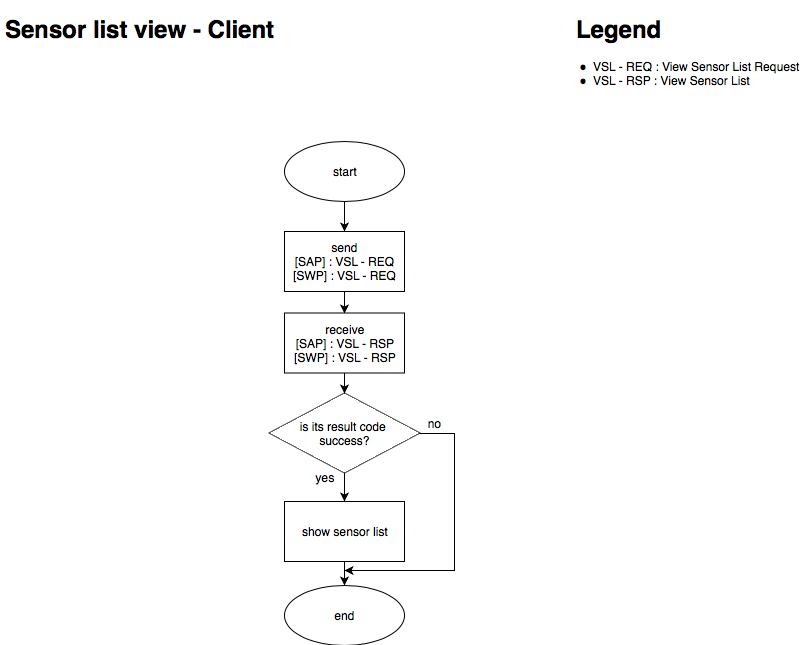 Sensor list view - Client
Legend
• VSL - REQ : View Sensor List Request
• VSL - RSP : View Sensor List
start
send
[SAP] : VSL - REQ
[SWP] : VSL - REQ
receive
[SAP] : VSL - RSP
[SWP] : VSL - RSP
is its result code
success?
no
yes
show sensor list
end